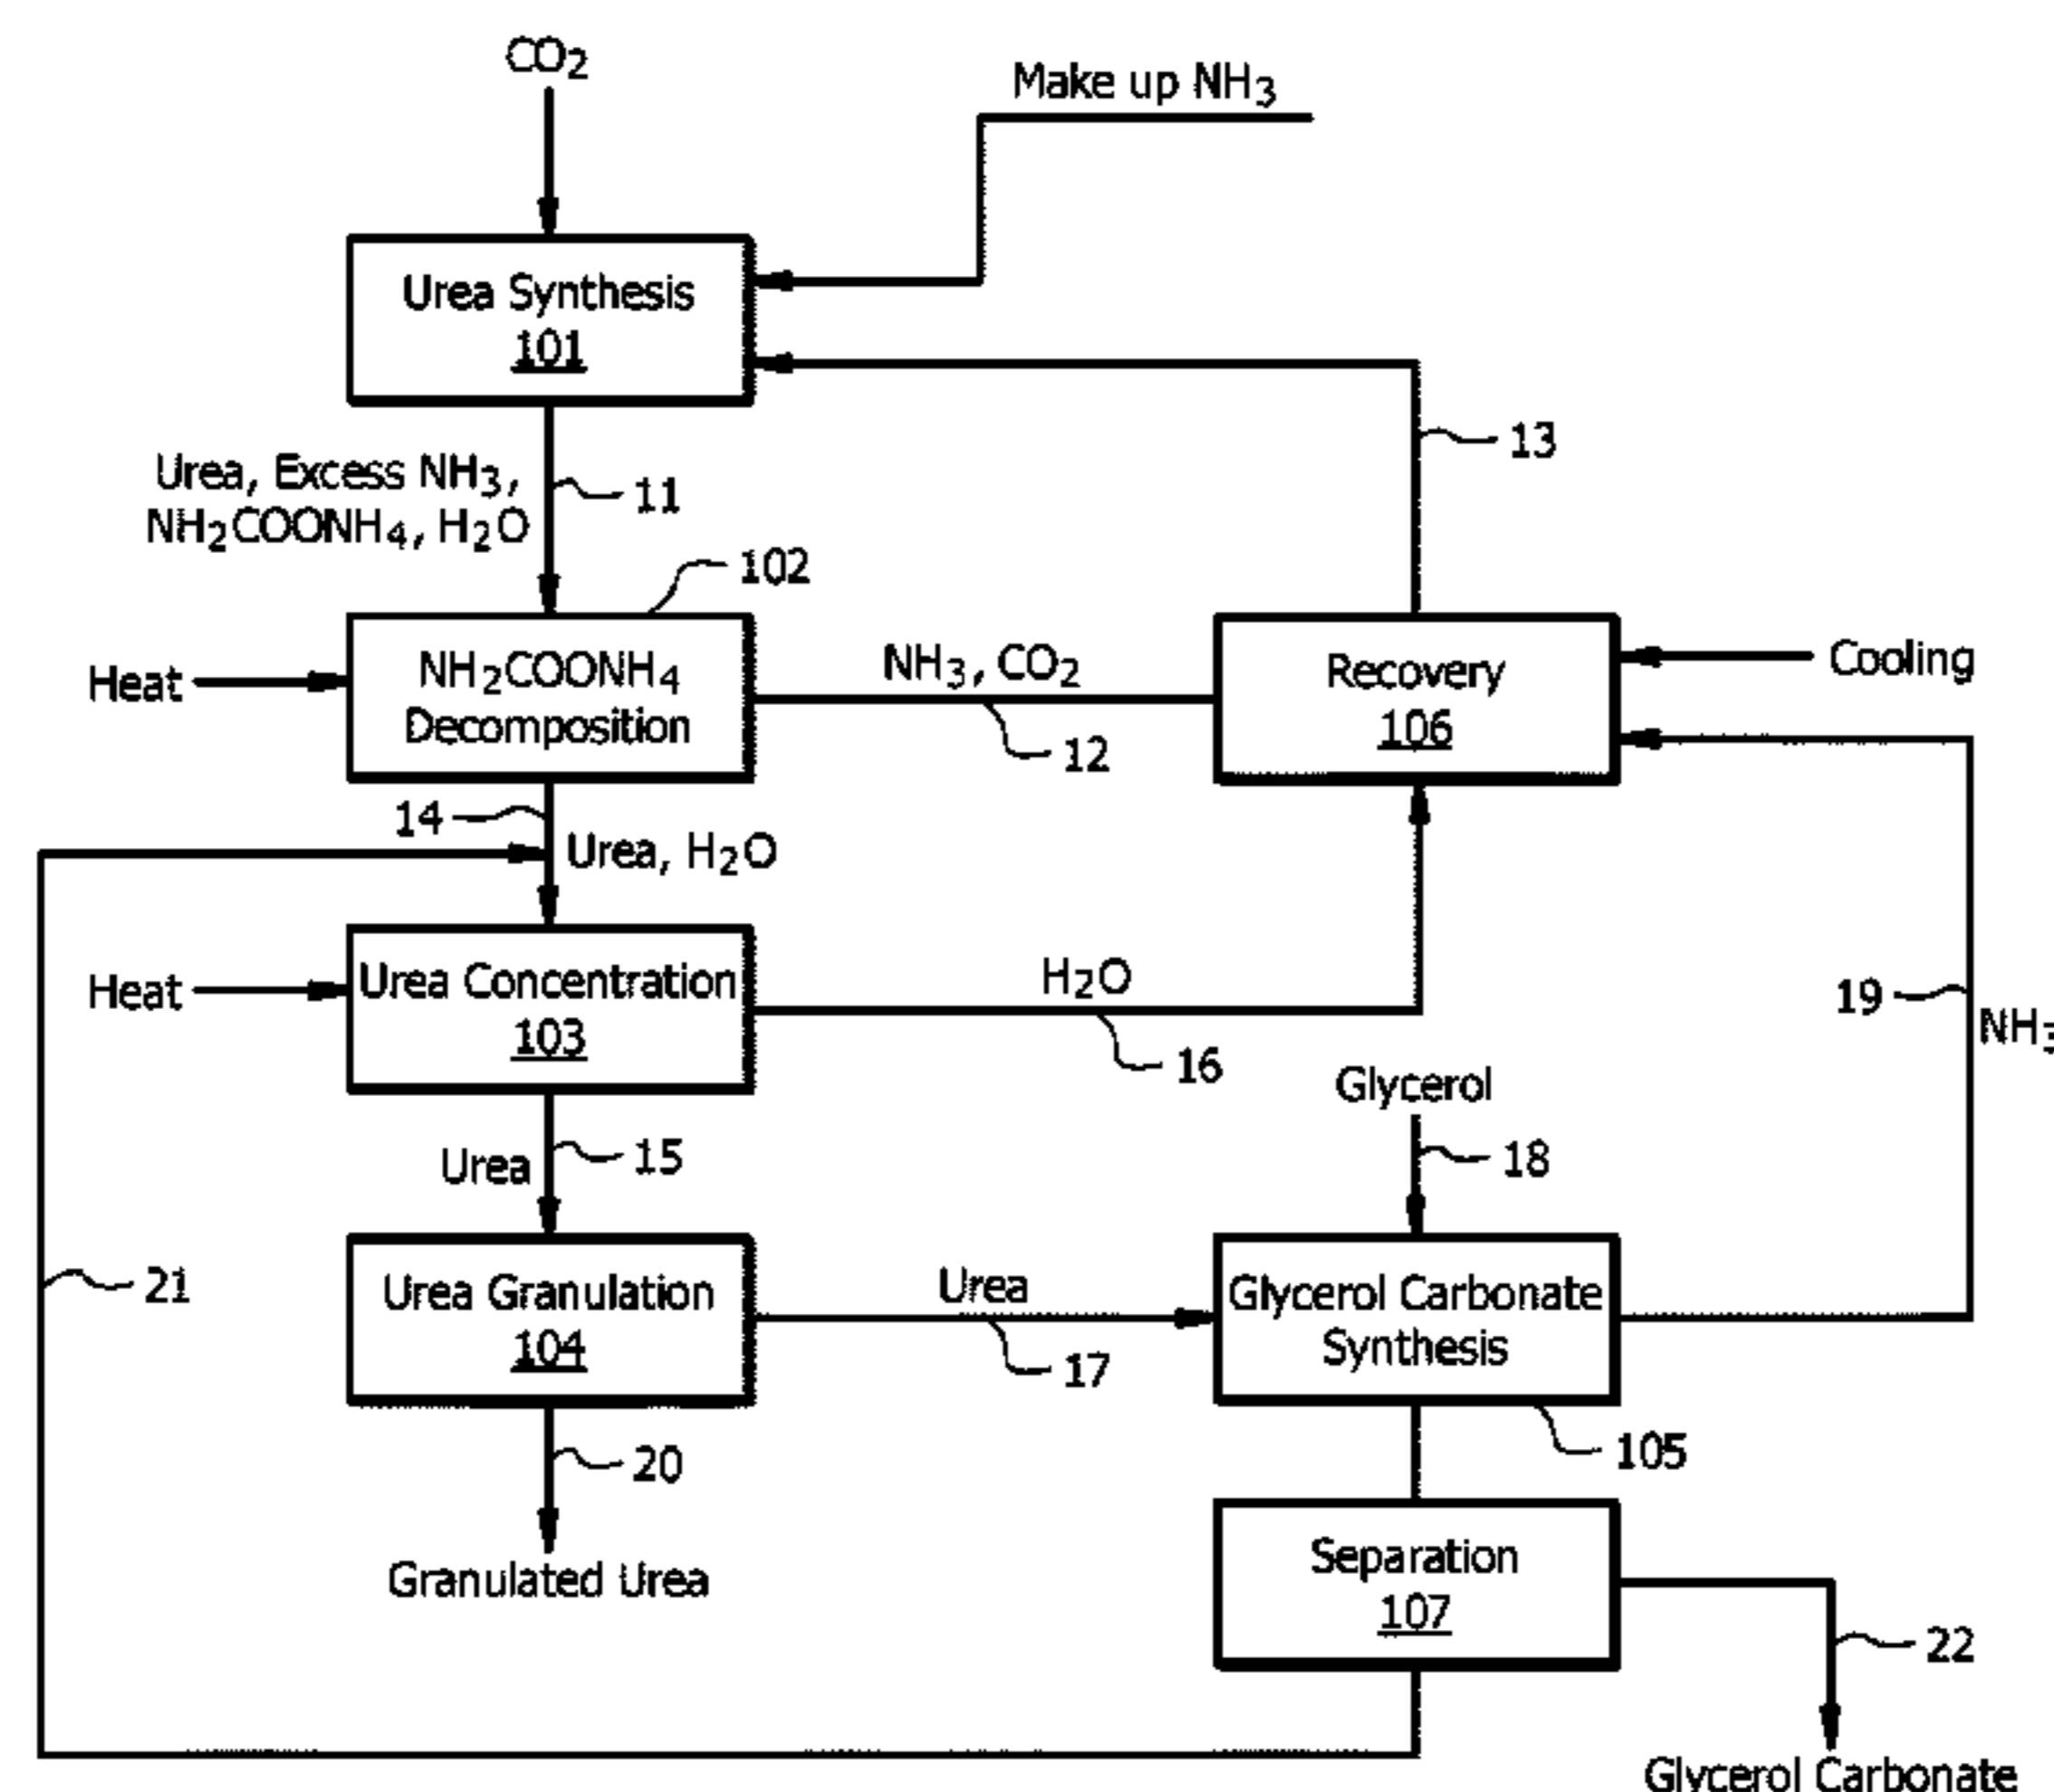 CO₂
Make up NH₃
Urea Synthesis
101
13
Urea, Excess NH₃,
NH₂COONH₄, H₂O
11
102
Heat
NH₂COONH₄
Decomposition
NH₃, CO₂
12
Recovery
106
Cooling
14
Urea, H₂O
Heat
Urea Concentration
103
H₂O
16
19
NH₃
Glycerol
18
Urea
15
21
Urea Granulation
104
Urea
17
Glycerol Carbonate
Synthesis
105
20
Granulated Urea
Separation
107
22
Glycerol Carbonate